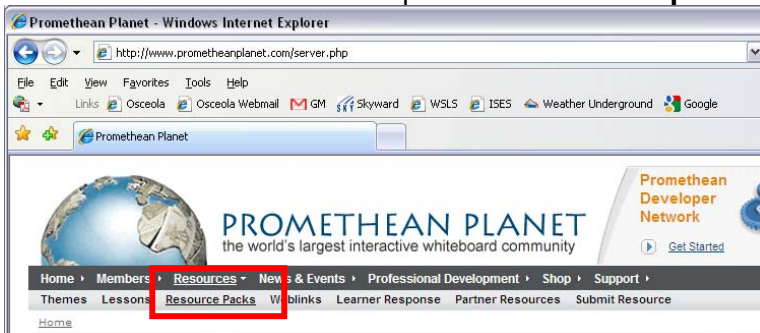 Promethean Planet - Windows Internet Explorer
http://www.prometheanplanet.com/server.php
File Edit View Favorites Tools Help
Links Osceola Osceola Webmail GM Skyward WSLS ISES Weather Underground Google
Promethean Planet
PROMETHEAN PLANET
the world's largest interactive whiteboard community
Promethean
Developer
Network
Get Started
Home Members Resources News & Events Professional Development Shop Support
Themes Lessons Resource Packs Weblinks Learner Response Partner Resources Submit Resource
Home